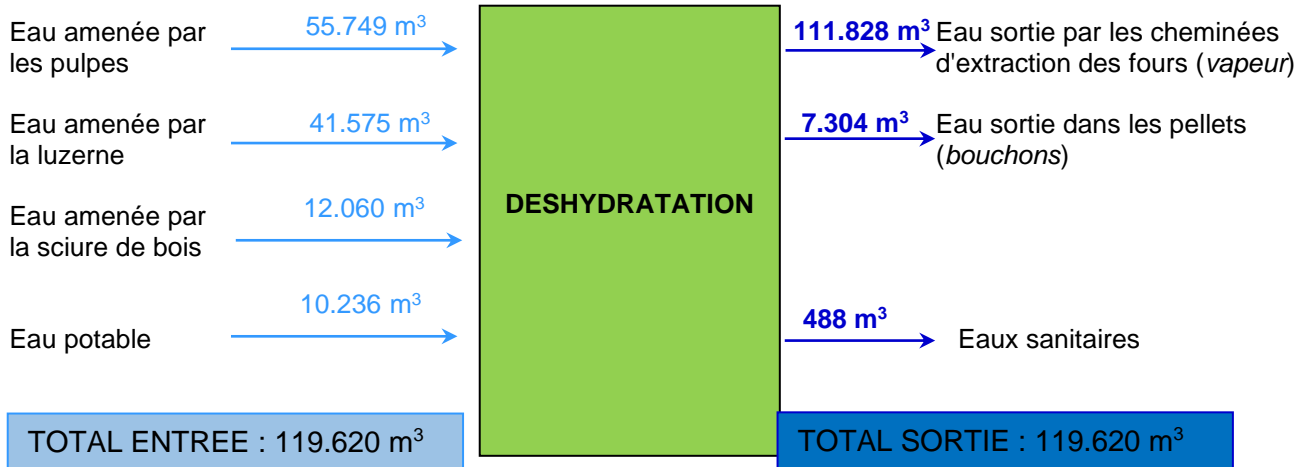 Eau amenée par
les pulpes
55.749 m³
Eau amenée par
la luzerne
41.575 m³
Eau amenée par
la sciure de bois
12.060 m³
Eau potable
10.236 m³
DESHYDRATATION
111.828 m³
Eau sortie par les cheminées
d'extraction des fours (vapeur)
7.304 m³
Eau sortie dans les pellets
(bouchons)
488 m³
Eaux sanitaires
TOTAL ENTREE : 119.620 m³
TOTAL SORTIE : 119.620 m³